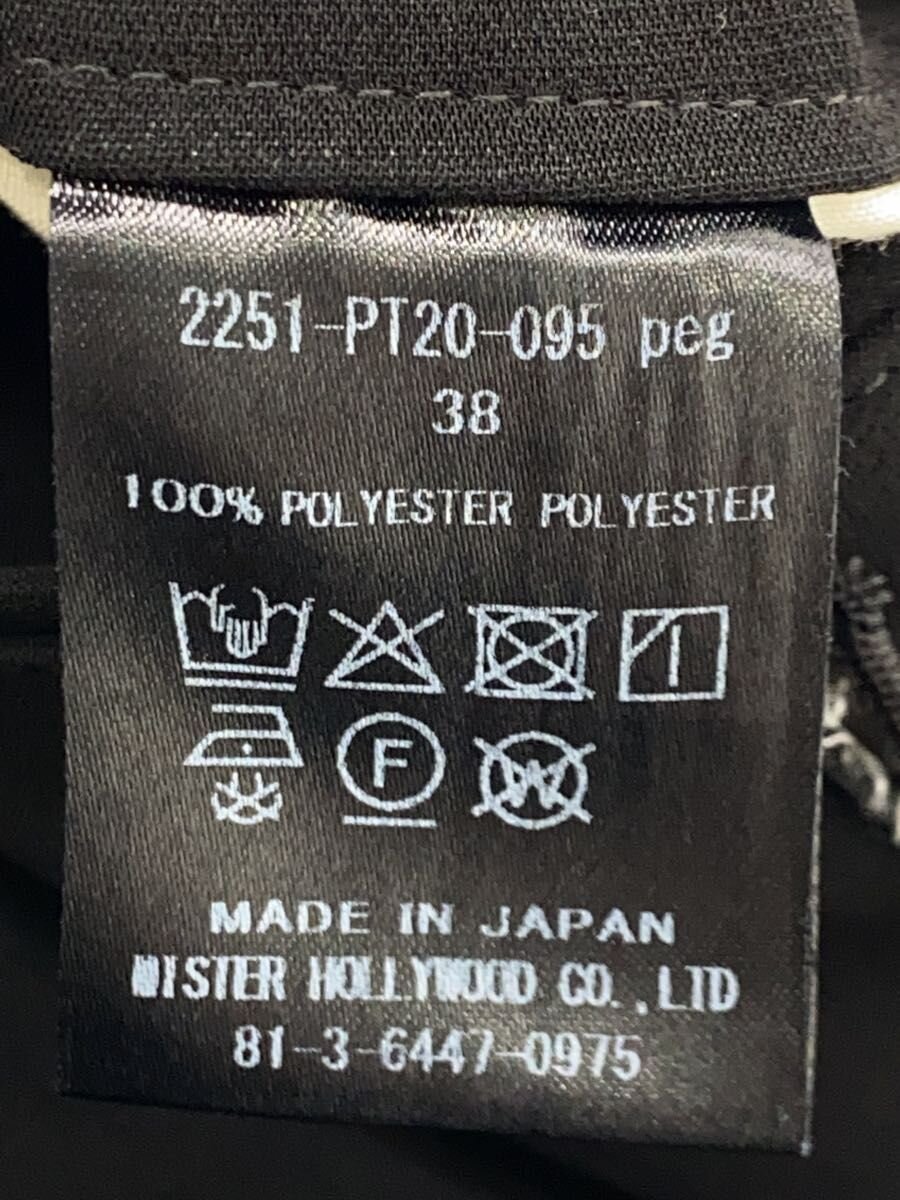 2251-PT20-095 peg
38
100% POLYESTER POLYESTER
F
W
MADE IN JAPAN
MISTER HOLLYWOOD CO.,LTD
81-3-6447-0975